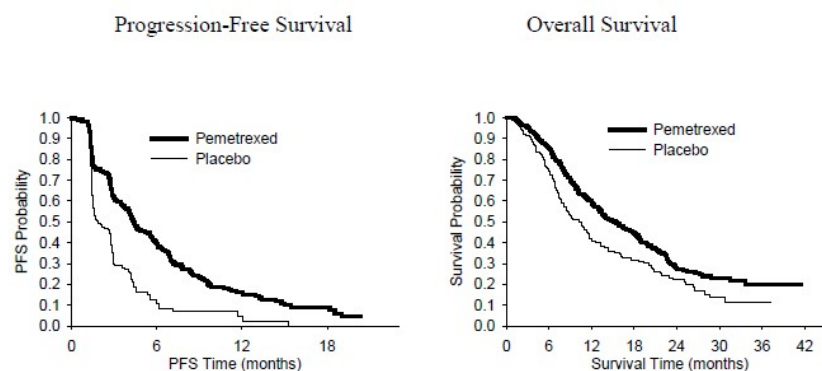 Progression-Free Survival
Overall Survival
1.0
0.9
0.8
0.7
0.6
0.5
0.4
0.3
0.2
0.1
0.0
PFS Probability
Pemetrexed
Placebo
0 6 12 18
PFS Time (months)
1.0
0.9
0.8
0.7
0.6
0.5
0.4
0.3
0.2
0.1
0.0
Survival Probability
Pemetrexed
Placebo
0 6 12 18 24 30 36 42
Survival Time (months)